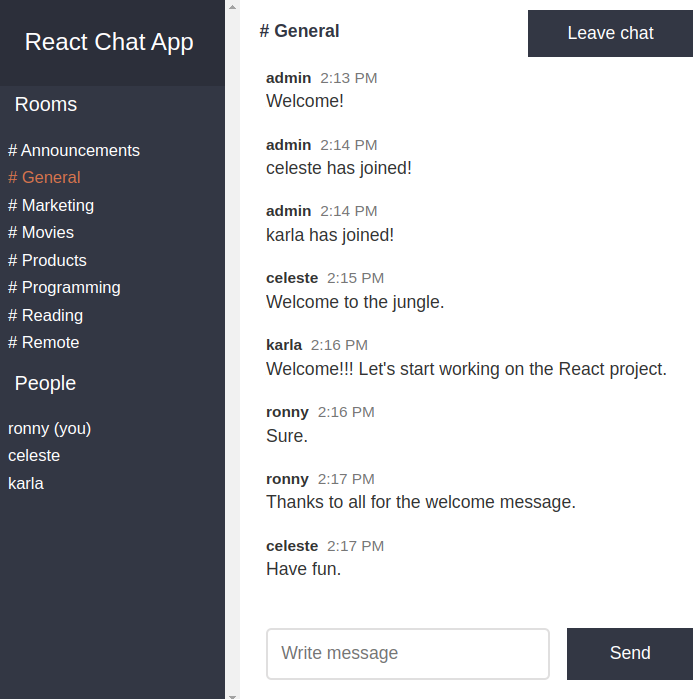 React Chat App
Rooms
# Announcements
# General
# Marketing
# Movies
# Products
# Programming
# Reading
# Remote
People
ronny (you)
celeste
karla
# General
Leave chat
admin 2:13 PM
Welcome!
admin 2:14 PM
celeste has joined!
admin 2:14 PM
karla has joined!
celeste 2:15 PM
Welcome to the jungle.
karla 2:16 PM
Welcome!!! Let's start working on the React project.
ronny 2:16 PM
Sure.
ronny 2:17 PM
Thanks to all for the welcome message.
celeste 2:17 PM
Have fun.
Write message
Send